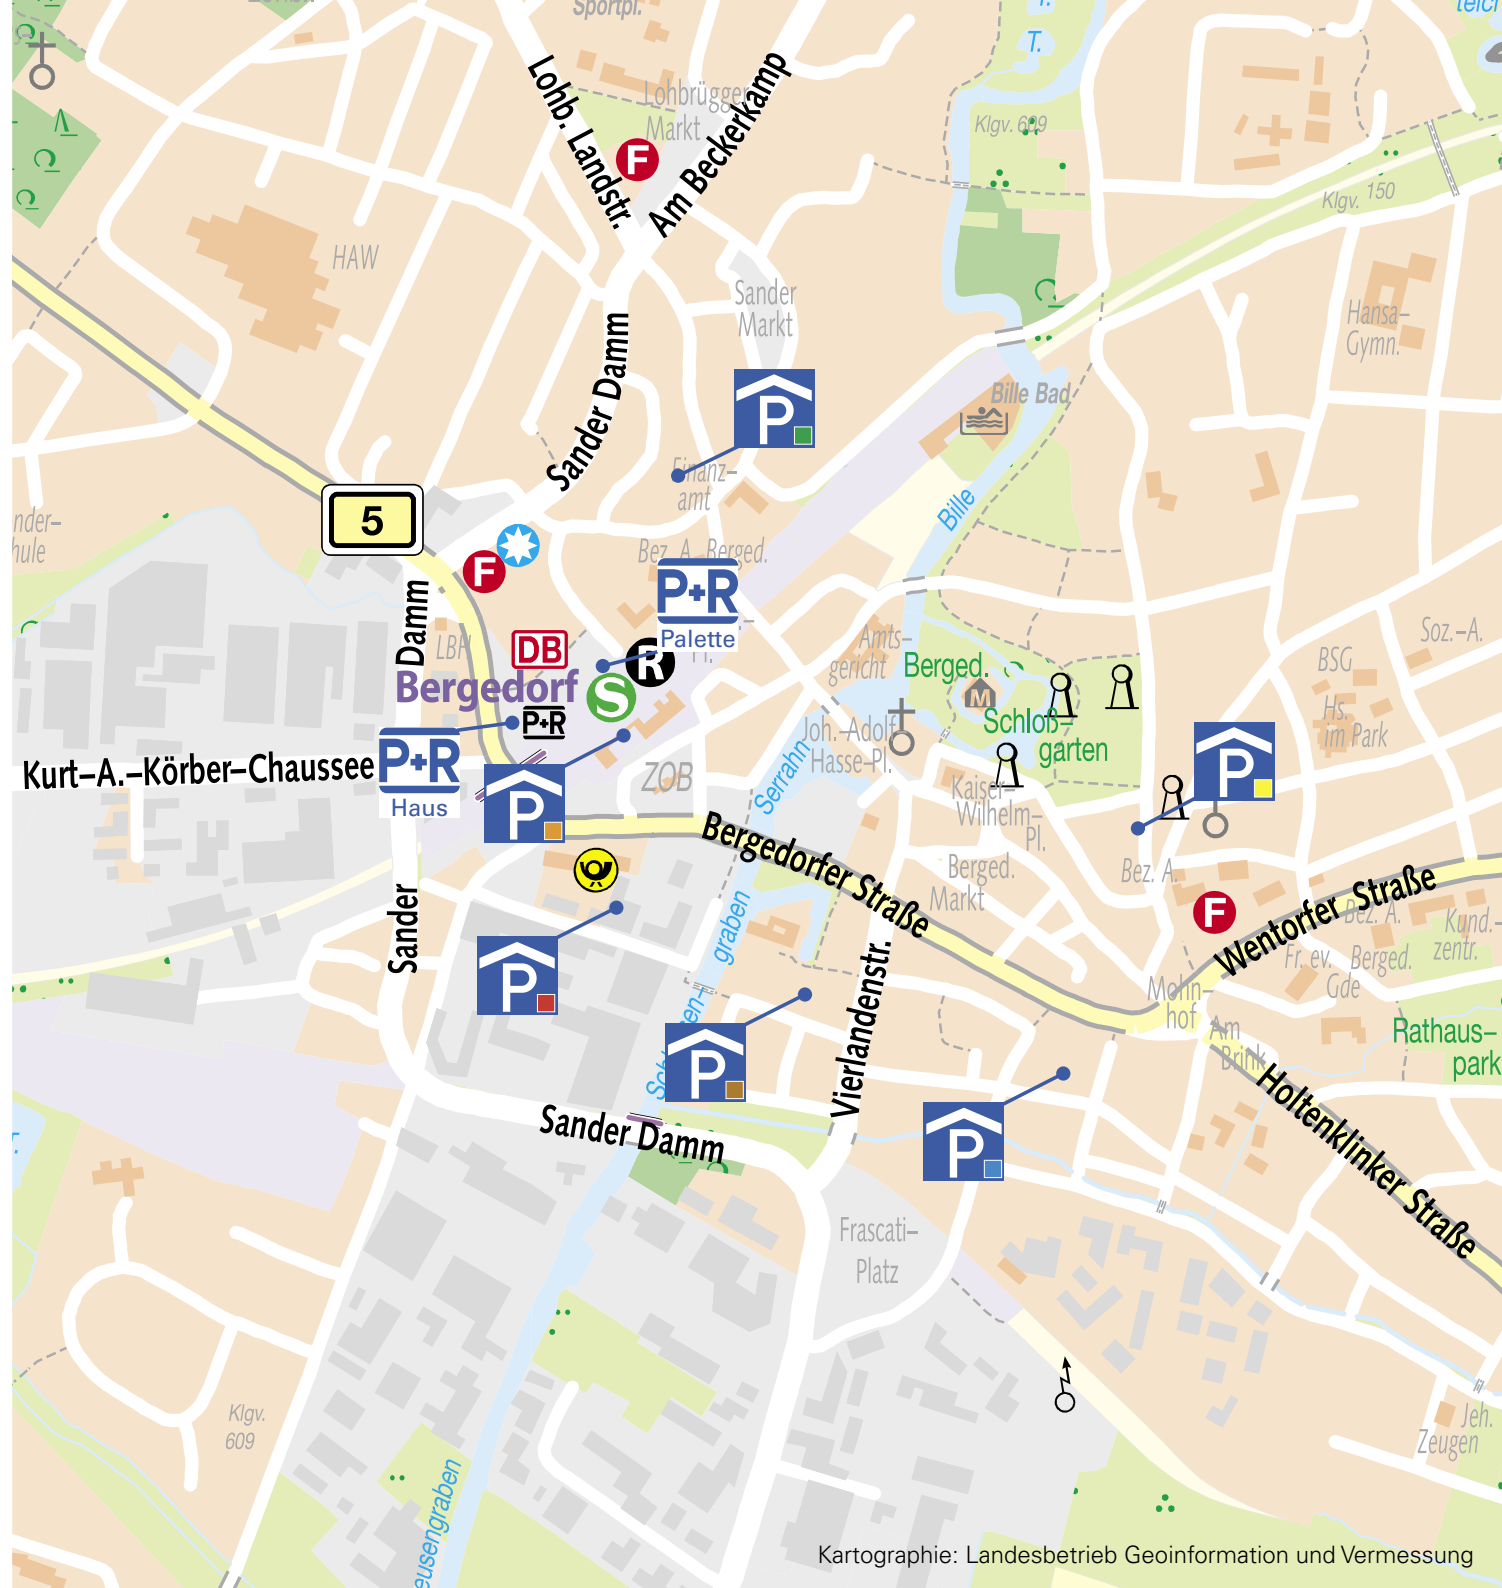 Sportpl.
T.
Lohb. Landstr.
Am Beckerkamp
Lohbrügger
Markt
F
Klgv. 609
Klgv. 150
HAW
Sander
Markt
Hansa–
Gymn.
Sander Damm
Bille Bad
P
Finanz–
amt
Bille
5
Bez. A. Berged.
F
P+R
Palette
Damm
LBH
DB
R
Bergedorf
S
P+R
Amts–
gericht
Berged.
M
Schloß–
garten
Soz.–A.
BSG
Hs.
im Park
Joh.–Adolf
Hasse–Pl.
Kurt–A.–Körber–Chaussee
P+R
Haus
P
ZOB
Serrahn
Kaiser–
Wilhelm–
Pl.
P
Bergedorfer Straße
Berged.
Markt
Bez. A.
Sander
graben
F
Wentorfer Straße
Bez. A.
Kund.–
zentr.
Fr. ev.
Gde
Berged.
P
Vierlandenstr.
Mohn–
hof
Am
Brink
Rathaus–
park
P
P
Sander Damm
Holtenklinker Straße
Frascati–
Platz
Klgv.
609
Jeh.
Zeugen
eusengraben
Kartographie: Landesbetrieb Geoinformation und Vermessung